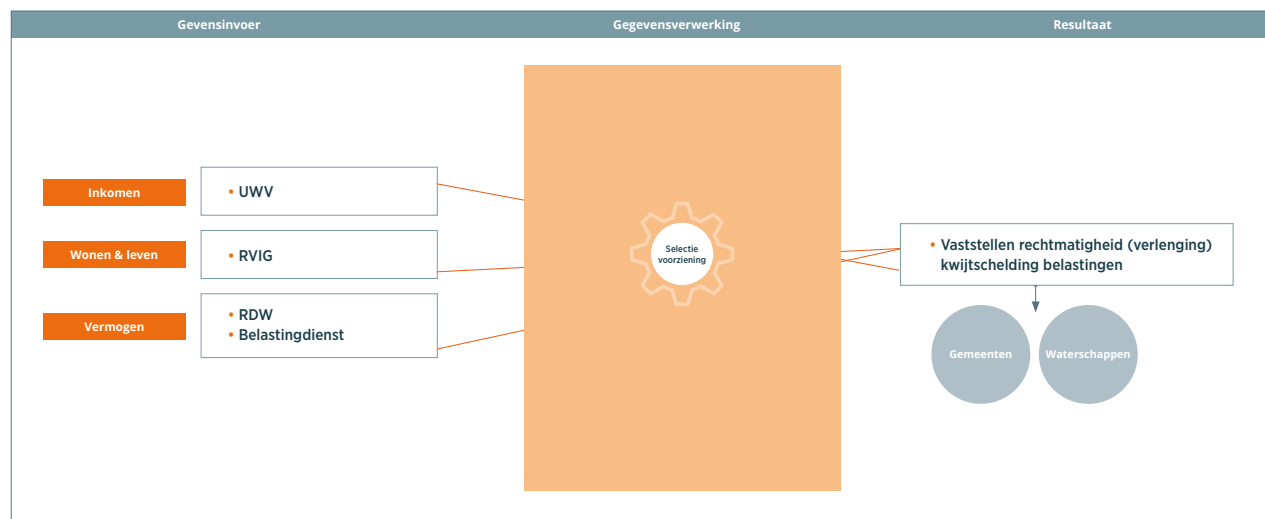 Gevensinvoer
Gegevensverwerking
Resultaat
Inkomen
• UWV
Wonen & leven
• RVIG
Vermogen
• RDW
• Belastingdienst
Selectie
voorziening
• Vaststellen rechtmatigheid (verlenging)
kwijtschelding belastingen
Gemeenten
Waterschappen